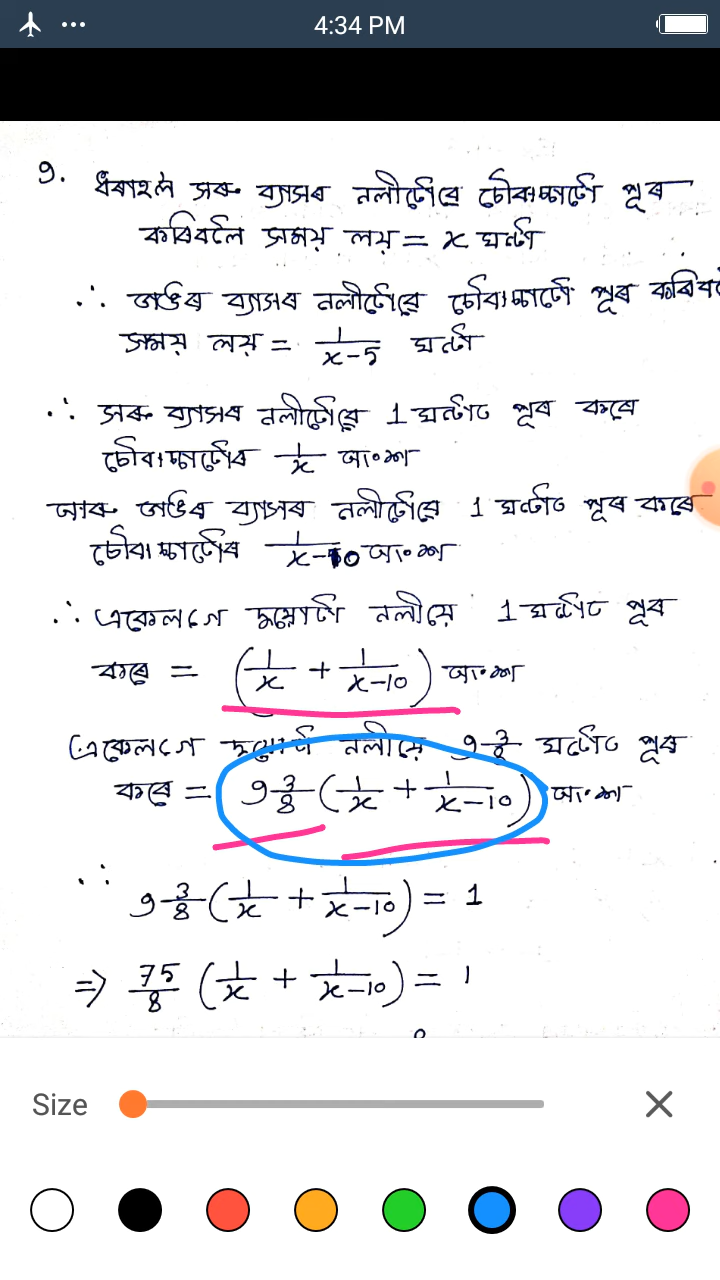 4:34 PM
9. ধৰাহ'ল সৰু ব্যাসৰ নলীটোৱে চৌবাচ্চাটো পূৰ
কৰিবলৈ সময় লয় = x ঘন্টা
∴ ডাঙৰ ব্যাসৰ নলীটোৱে চৌবাচ্চাটো পূৰ কৰিবলৈ
সময় লয় = 1/(x-5) ঘন্টা
∴ সৰু ব্যাসৰ নলীটোৱে 1 ঘন্টাত পূৰ কৰে
চৌবাচ্চাটোৰ 1/x অংশ
আৰু ডাঙৰ ব্যাসৰ নলীটোৱে 1 ঘন্টাত পূৰ কৰে
চৌবাচ্চাটোৰ 1/(x-10) অংশ
∴ একেলগে দুয়োটা নলীয়ে 1 ঘন্টাত পূৰ
কৰে = (1/x + 1/(x-10)) অংশ
একেলগে দুয়োটা নলীয়ে 9 3/8 ঘন্টাত পূৰ
কৰে = 9 3/8 (1/x + 1/(x-10)) অংশ
∴ 9 3/8 (1/x + 1/(x-10)) = 1
⇒ 75/8 (1/x + 1/(x-10)) = 1
Size